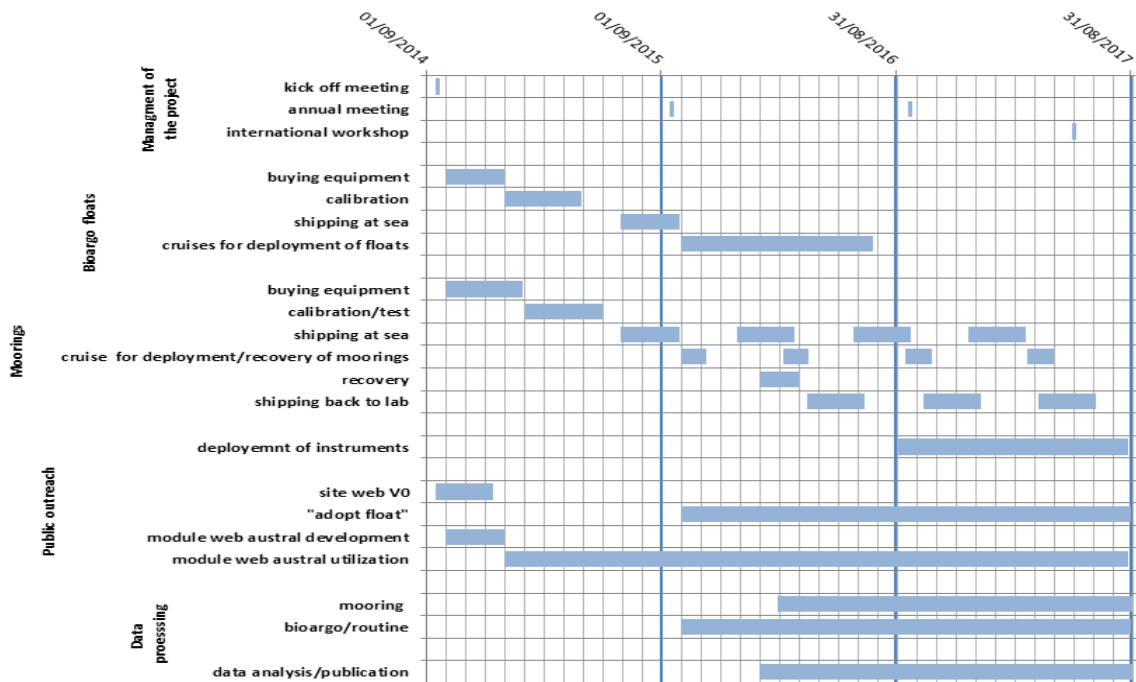 01/09/2014
01/09/2015
31/08/2016
31/08/2017
Managment of
the project
kick off meeting
annual meeting
international workshop
Bioargo floats
buying equipment
calibration
shipping at sea
cruises for deployment of floats
Moorings
buying equipment
calibration/test
shipping at sea
cruise for deployment/recovery of moorings
recovery
shipping back to lab
deployemnt of instruments
Public outreach
site web V0
"adopt float"
module web austral development
module web austral utilization
Data
proesssing
mooring
bioargo/routine
data analysis/publication